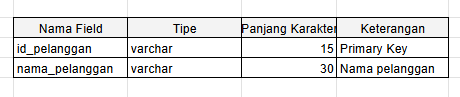 Nama Field Tipe Panjang Karakter Keterangan
id_pelanggan varchar 15 Primary Key
nama_pelanggan varchar 30 Nama pelanggan